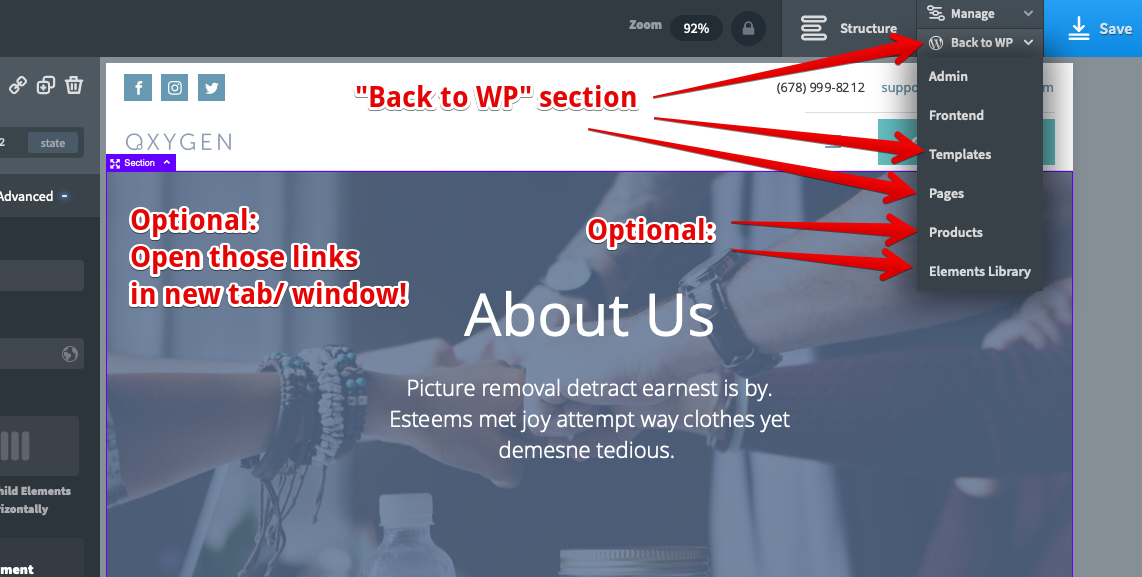 Zoom
92%
Structure
Manage
Back to WP
Save
Admin
Frontend
Templates
Pages
Products
Elements Library
2
state
Advanced -
hild Elements
rizontally
ment
"Back to WP" section
(678) 999-8212
suppo
m
OXYGEN
Section
Optional:
Open those links
in new tab/ window!
Optional:
About Us
Picture removal detract earnest is by.
Esteems met joy attempt way clothes yet
demesne tedious.